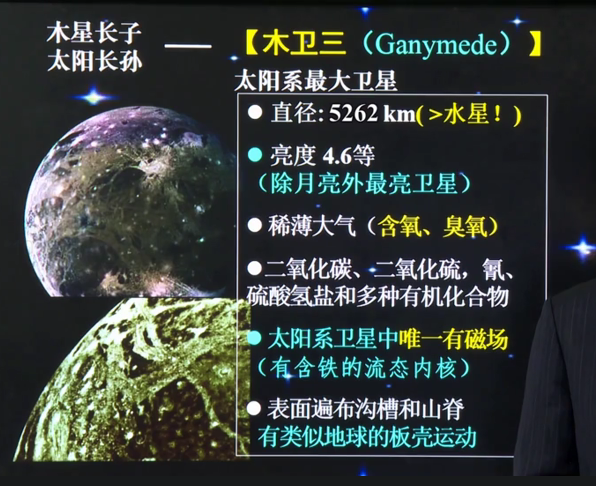 木星长子
太阳长孙
—【木卫三（Ganymede）】
太阳系最大卫星
● 直径: 5262 km( >水星！)
● 亮度 4.6等
（除月亮外最亮卫星）
● 稀薄大气（含氧、臭氧）
●二氧化碳、二氧化硫，氰、
硫酸氢盐和多种有机化合物
● 太阳系卫星中唯一有磁场
（有含铁的流态内核）
● 表面遍布沟槽和山脊
有类似地球的板壳运动